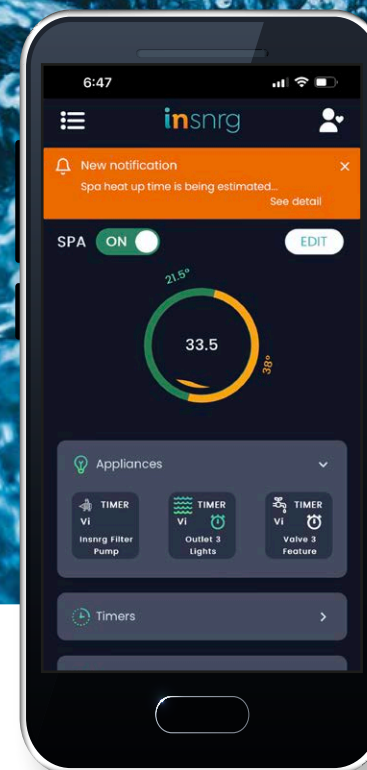 6:47
insnrg
New notification
Spa heat up time is being estimated...
See detail
SPA ON EDIT
21.5°
33.5
38°
Appliances
TIMER TIMER TIMER
Vi Vi Vi
Insnrg Filter Outlet 3 Valve 3
Pump Lights Feature
Timers